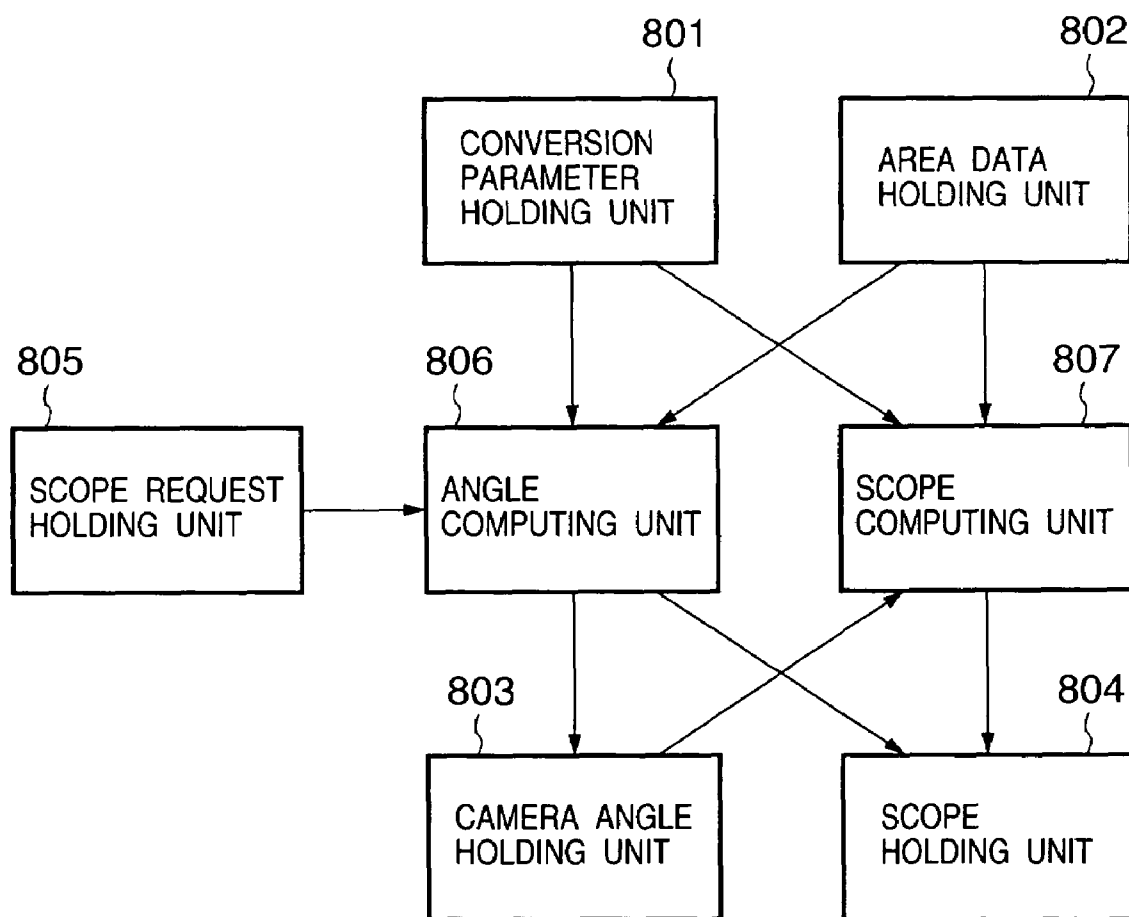 801
CONVERSION
PARAMETER
HOLDING UNIT
802
AREA DATA
HOLDING UNIT
805
SCOPE REQUEST
HOLDING UNIT
806
ANGLE
COMPUTING UNIT
807
SCOPE
COMPUTING UNIT
803
CAMERA ANGLE
HOLDING UNIT
804
SCOPE
HOLDING UNIT